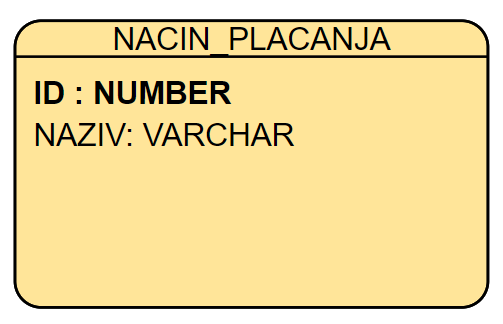 NACIN_PLACANJA
ID : NUMBER
NAZIV: VARCHAR